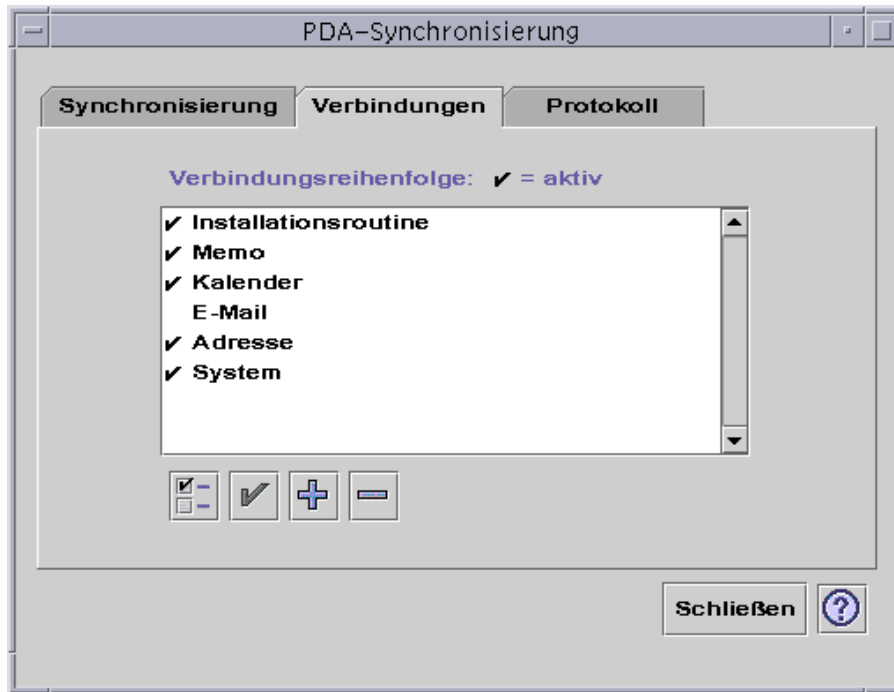 PDA-Synchronisierung
Synchronisierung Verbindungen Protokoll
Verbindungsreihenfolge: ✔ = aktiv
✔ Installationsroutine
✔ Memo
✔ Kalender
E-Mail
✔ Adresse
✔ System
Schließen ?